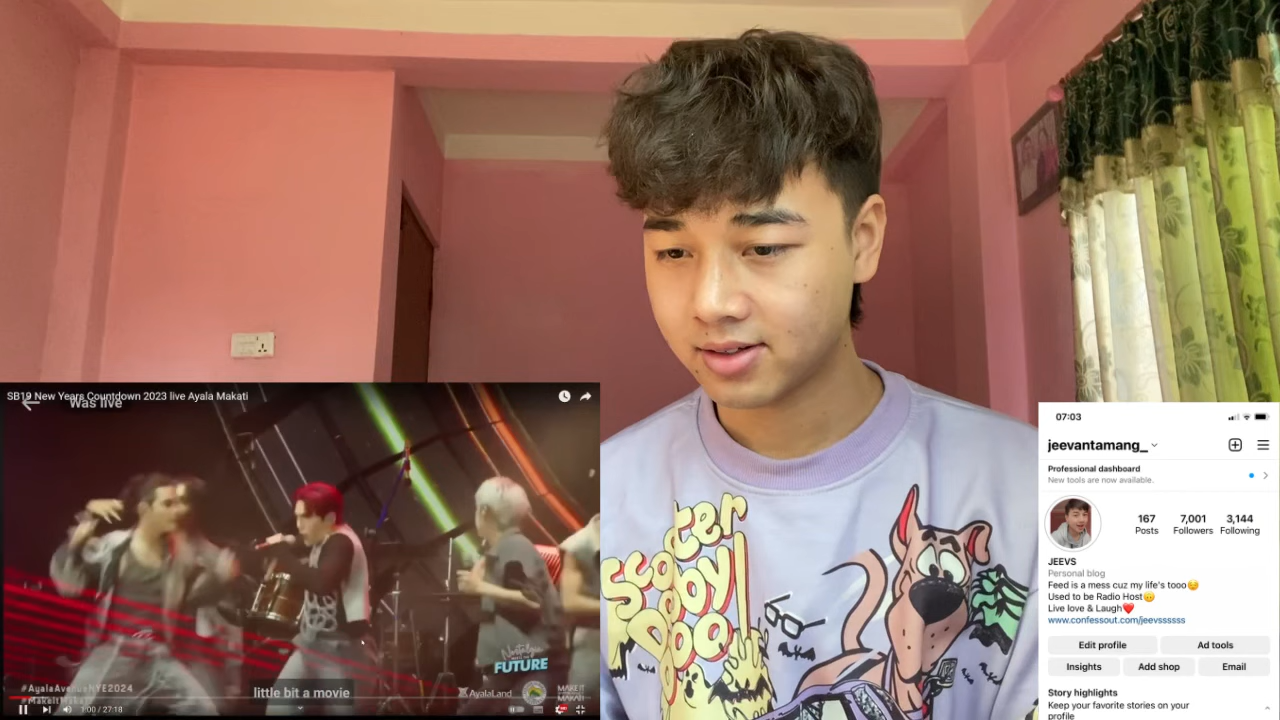 SB19 New Years Countdown 2023 live Ayala Makati
Was live
Nostalgia
FUTURE
#AyalaAvenueNYE2024
#MakeItMakati
little bit a movie
AyalaLand
MAKE IT
MAKATI
1:00 / 27:18
07:03
jeevantamang_
Professional dashboard
New tools are now available.
167
7,001
3,144
Posts
Followers
Following
JEEVS
Personal blog
Feed is a mess cuz my life's tooo😏
Used to be Radio Host🙂
Live love & Laugh❤️
www.confessout.com/jeevssssss
Edit profile
Ad tools
Insights
Add shop
Email
Story highlights
Keep your favorite stories on your
profile